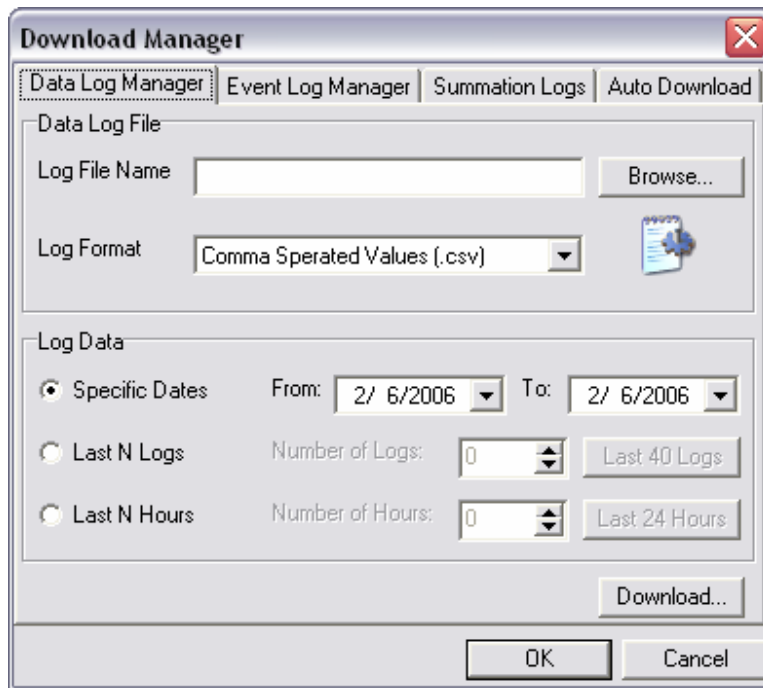 Download Manager
Data Log Manager Event Log Manager Summation Logs Auto Download
Data Log File
Log File Name Browse...
Log Format Comma Sperated Values (.csv)
Log Data
Specific Dates From: 2/ 6/2006 To: 2/ 6/2006
Last N Logs Number of Logs: 0 Last 40 Logs
Last N Hours Number of Hours: 0 Last 24 Hours
Download...
OK Cancel